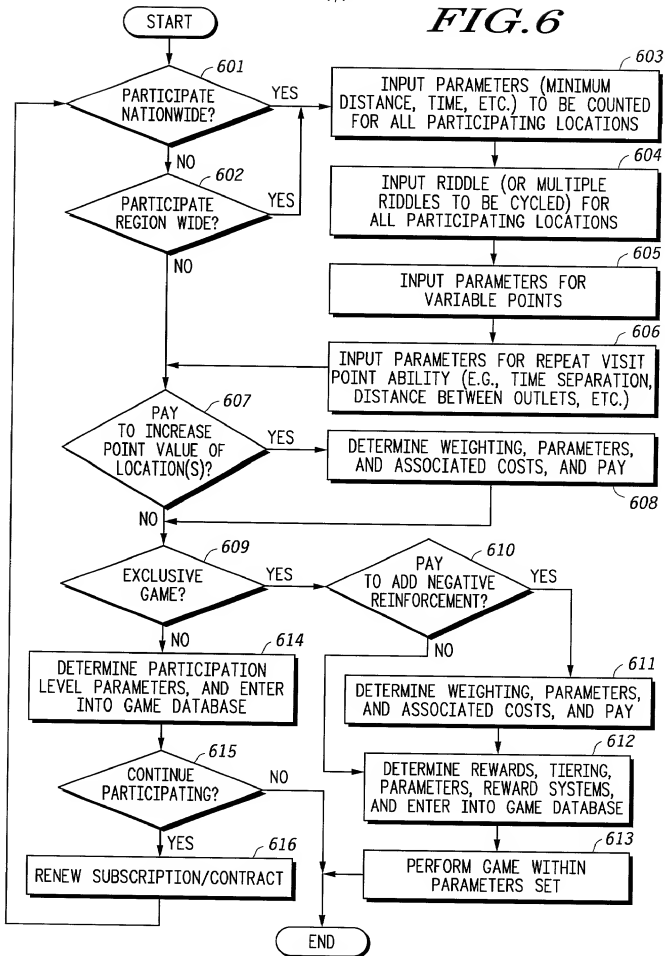 FIG.6
START
601
PARTICIPATE
NATIONWIDE?
YES
NO
602
PARTICIPATE
REGION WIDE?
YES
NO
603
INPUT PARAMETERS (MINIMUM
DISTANCE, TIME, ETC.) TO BE COUNTED
FOR ALL PARTICIPATING LOCATIONS
604
INPUT RIDDLE (OR MULTIPLE
RIDDLES TO BE CYCLED) FOR
ALL PARTICIPATING LOCATIONS
605
INPUT PARAMETERS FOR
VARIABLE POINTS
606
INPUT PARAMETERS FOR REPEAT VISIT
POINT ABILITY (E.G., TIME SEPARATION,
DISTANCE BETWEEN OUTLETS, ETC.)
607
PAY
TO INCREASE
POINT VALUE OF
LOCATION(S)?
YES
NO
DETERMINE WEIGHTING, PARAMETERS,
AND ASSOCIATED COSTS, AND PAY
608
609
EXCLUSIVE
GAME?
YES
NO
610
PAY
TO ADD NEGATIVE
REINFORCEMENT?
YES
NO
611
DETERMINE WEIGHTING, PARAMETERS,
AND ASSOCIATED COSTS, AND PAY
612
DETERMINE REWARDS, TIERING,
PARAMETERS, REWARD SYSTEMS,
AND ENTER INTO GAME DATABASE
613
PERFORM GAME WITHIN
PARAMETERS SET
614
DETERMINE PARTICIPATION
LEVEL PARAMETERS, AND ENTER
INTO GAME DATABASE
615
CONTINUE
PARTICIPATING?
NO
YES
616
RENEW SUBSCRIPTION/CONTRACT
END